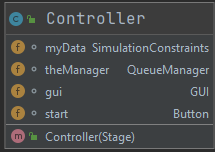 C Controller
f myData SimulationConstraints
f theManager QueueManager
f gui GUI
f start Button
m Controller(Stage)